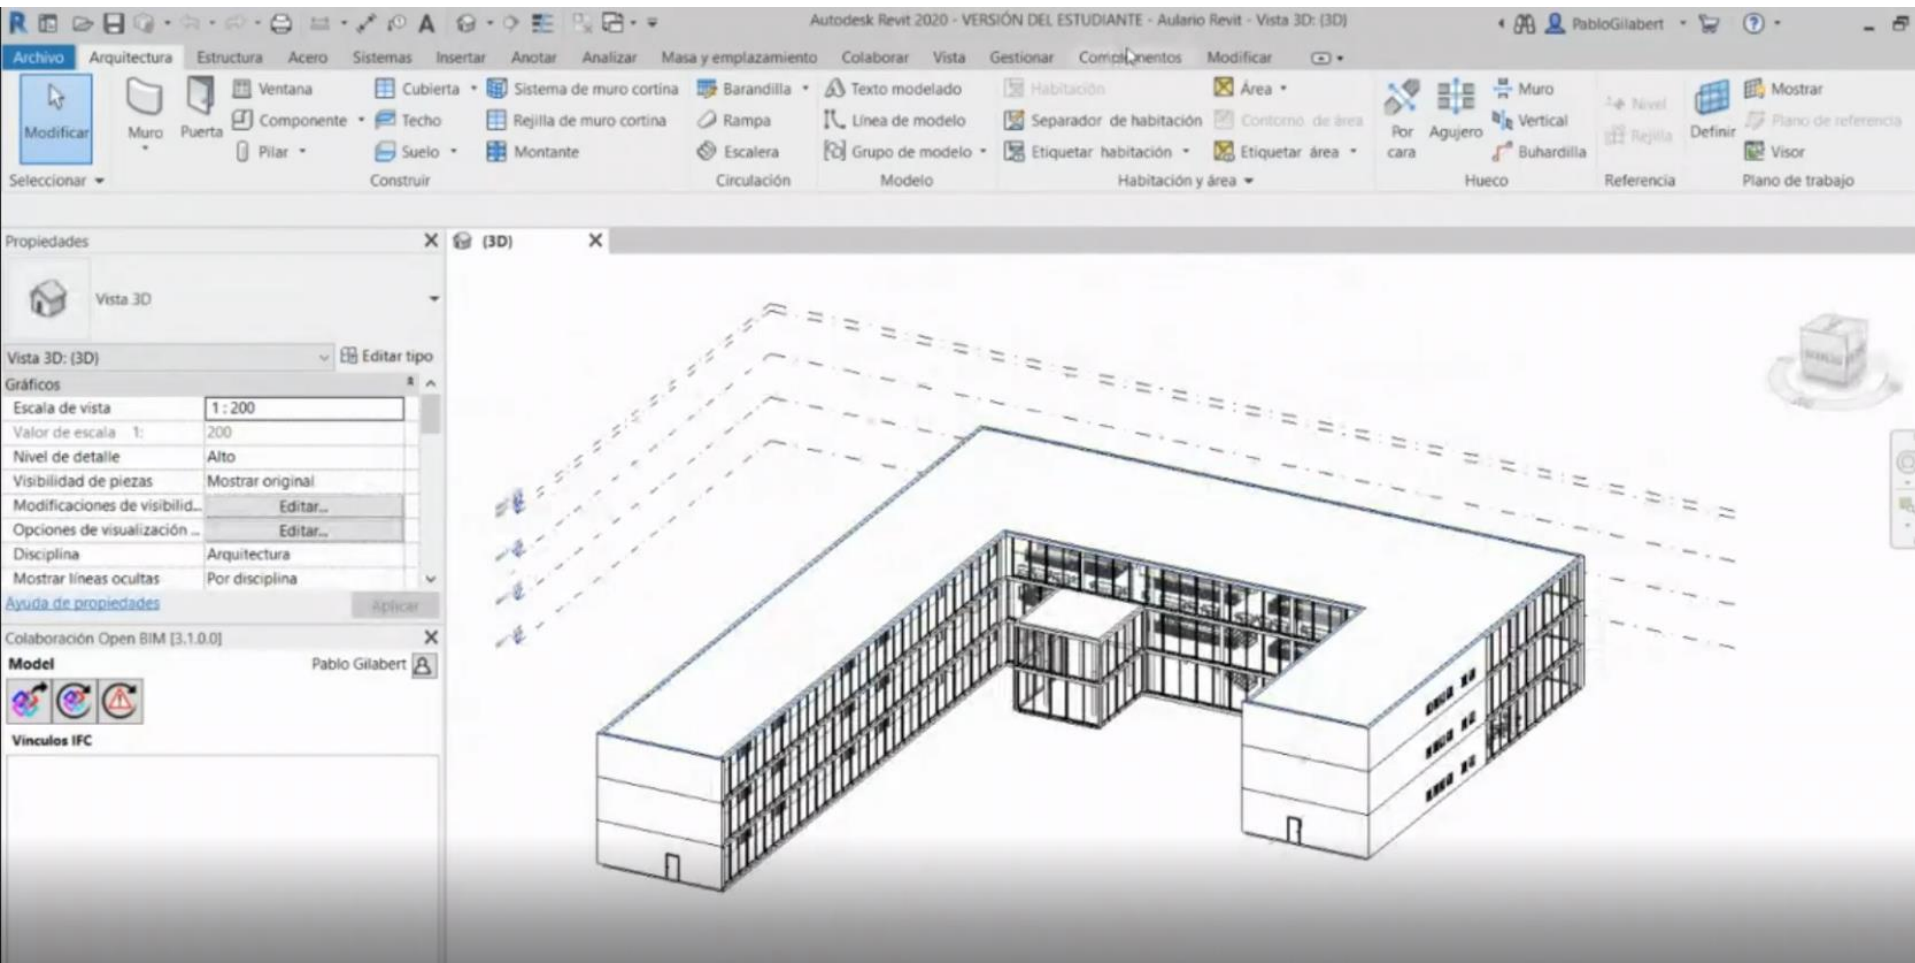 Autodesk Revit 2020 - VERSIÓN DEL ESTUDIANTE - Aulario Revit - Vista 3D: {3D}
PabloGilabert
Archivo Arquitectura Estructura Acero Sistemas Insertar Anotar Analizar Masa y emplazamiento Colaborar Vista Gestionar Complementos Modificar
Modificar
Seleccionar
Muro
Puerta
Ventana
Componente
Pilar
Cubierta
Techo
Suelo
Sistema de muro cortina
Rejilla de muro cortina
Montante
Construir
Barandilla
Rampa
Escalera
Circulación
Texto modelado
Línea de modelo
Grupo de modelo
Modelo
Habitación
Separador de habitación
Etiquetar habitación
Área
Contorno de área
Etiquetar área
Habitación y área
Por cara
Agujero
Muro
Vertical
Buhardilla
Hueco
Nivel
Rejilla
Referencia
Definir
Mostrar
Plano de referencia
Visor
Plano de trabajo
Propiedades
{3D}
Vista 3D
Vista 3D: {3D}
Editar tipo
Gráficos
Escala de vista 1 : 200
Valor de escala 1: 200
Nivel de detalle Alto
Visibilidad de piezas Mostrar original
Modificaciones de visibilid... Editar...
Opciones de visualización ... Editar...
Disciplina Arquitectura
Mostrar líneas ocultas Por disciplina
Ayuda de propiedades Aplicar
Colaboración Open BIM [3.1.0.0]
Model Pablo Gilabert
Vínculos IFC